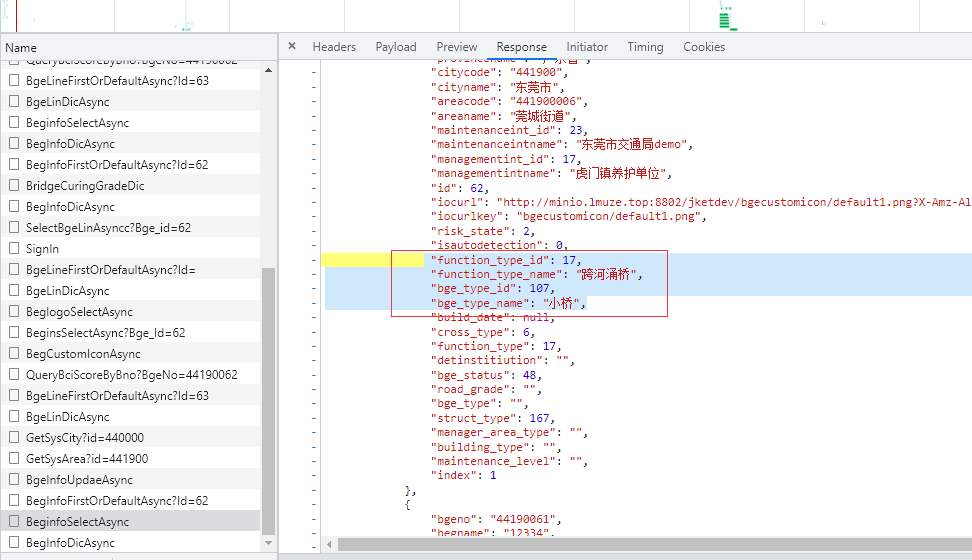 Name
QueryBciScoreByBno?BgeNo=44190062
BgeLineFirstOrDefaultAsync?Id=63
BgeLinDicAsync
BeginfoSelectAsync
BegInfoDicAsync
BegInfoFirstOrDefaultAsync?Id=62
BridgeCuringGradeDic
BegInfoDicAsync
SelectBgeLinAsyncc?Bge_id=62
SignIn
BegInfoFirstOrDefaultAsync?Id=
BgeLinDicAsync
BeglogoSelectAsync
BeginsSelectAsync?Bge_Id=62
BegCustomIconAsync
QueryBciScoreByBno?BgeNo=44190062
BgeLineFirstOrDefaultAsync?Id=63
BgeLinDicAsync
GetSysCity?id=440000
GetSysArea?id=441900
BgeInfoUpdaeAsync
BegInfoFirstOrDefaultAsync?Id=62
BeginfoSelectAsync
BegInfoDicAsync
× Headers Payload Preview Response Initiator Timing Cookies
"citycode": "441900",
"cityname": "东莞市",
"areacode": "441900006",
"areaname": "莞城街道",
"maintenanceint_id": 23,
"maintenanceintname": "东莞市交通局demo",
"managementint_id": 17,
"managementintname": "虎门镇养护单位",
"id": 62,
"iocurl": "http://minio.lmuze.top:8802/jketdev/bgecustomicon/default1.png?X-Amz-Al
"iocurlkey": "bgecustomicon/default1.png",
"risk_state": 2,
"isautodetection": 0,
"function_type_id": 17,
"function_type_name": "跨河涌桥",
"bge_type_id": 107,
"bge_type_name": "小桥",
"build_date": null,
"cross_type": 6,
"function_type": 17,
"detinstitiution": "",
"bge_status": 48,
"road_grade": "",
"bge_type": "",
"struct_type": 167,
"manager_area_type": "",
"building_type": "",
"maintenance_level": "",
"index": 1
},
{
"bgeno": "44190061",
"begname": "12334",